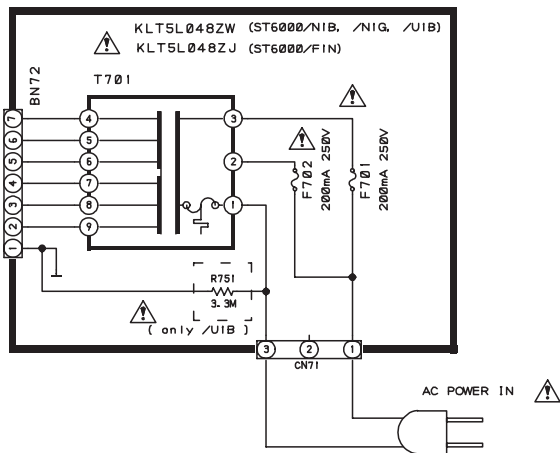 KLT5L048ZW (ST6000/NIB, /NIG, /U1B)
KLT5L048ZJ (ST6000/FIN)
BN72
T701
7
6
5
4
3
2
1
4
5
6
7
8
9
3
2
1
F702
200mA 250V
F701
200mA 250V
R751
3.3M
( only /U1B )
3
2
1
CN71
AC POWER IN